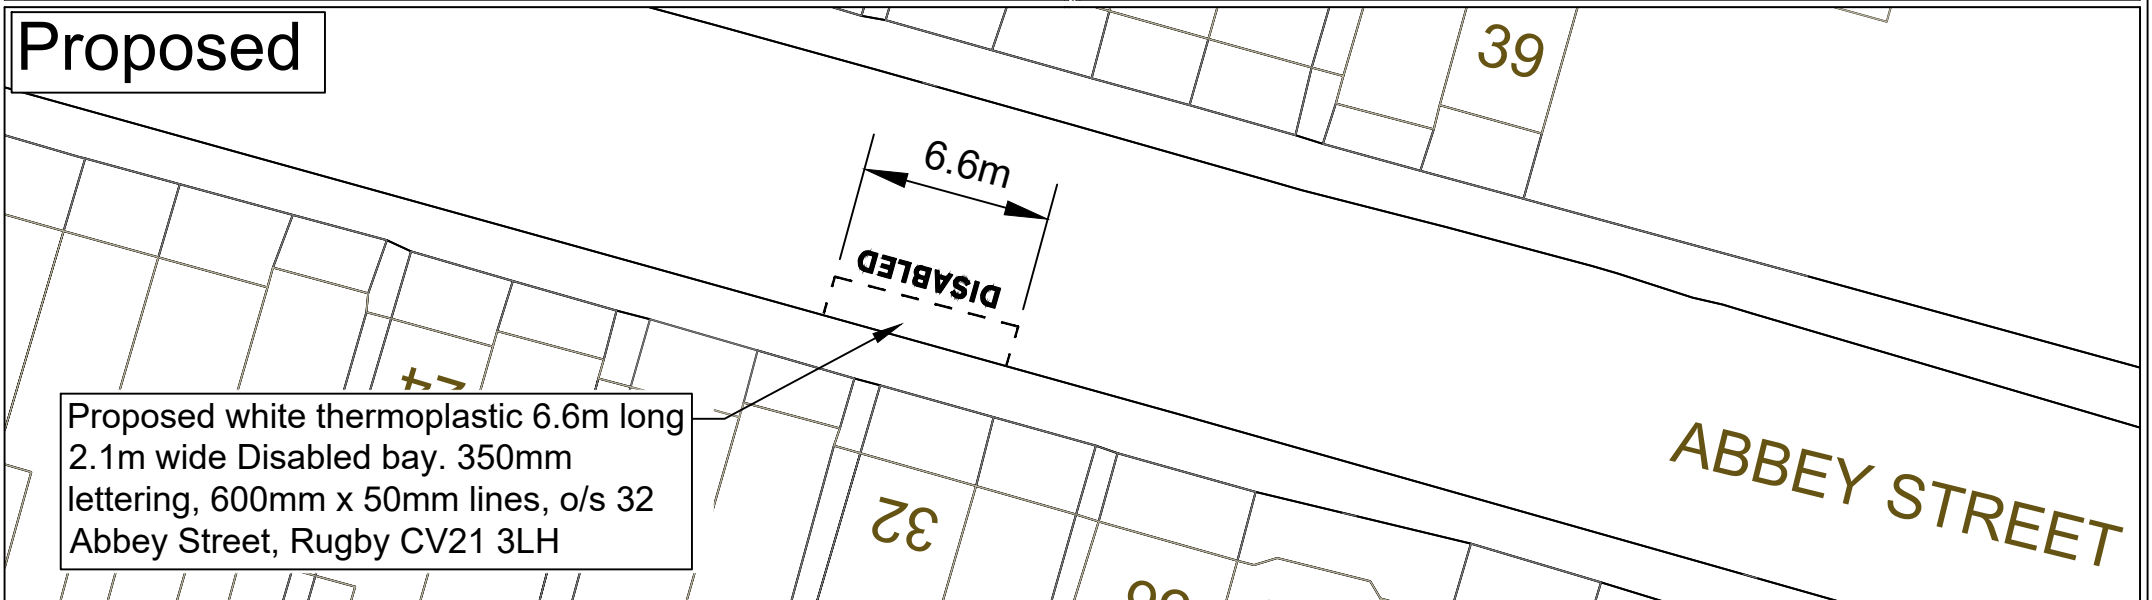 Proposed
39
6.6m
DISABLED
24
Proposed white thermoplastic 6.6m long
2.1m wide Disabled bay. 350mm
lettering, 600mm x 50mm lines, o/s 32
Abbey Street, Rugby CV21 3LH
32
ABBEY STREET